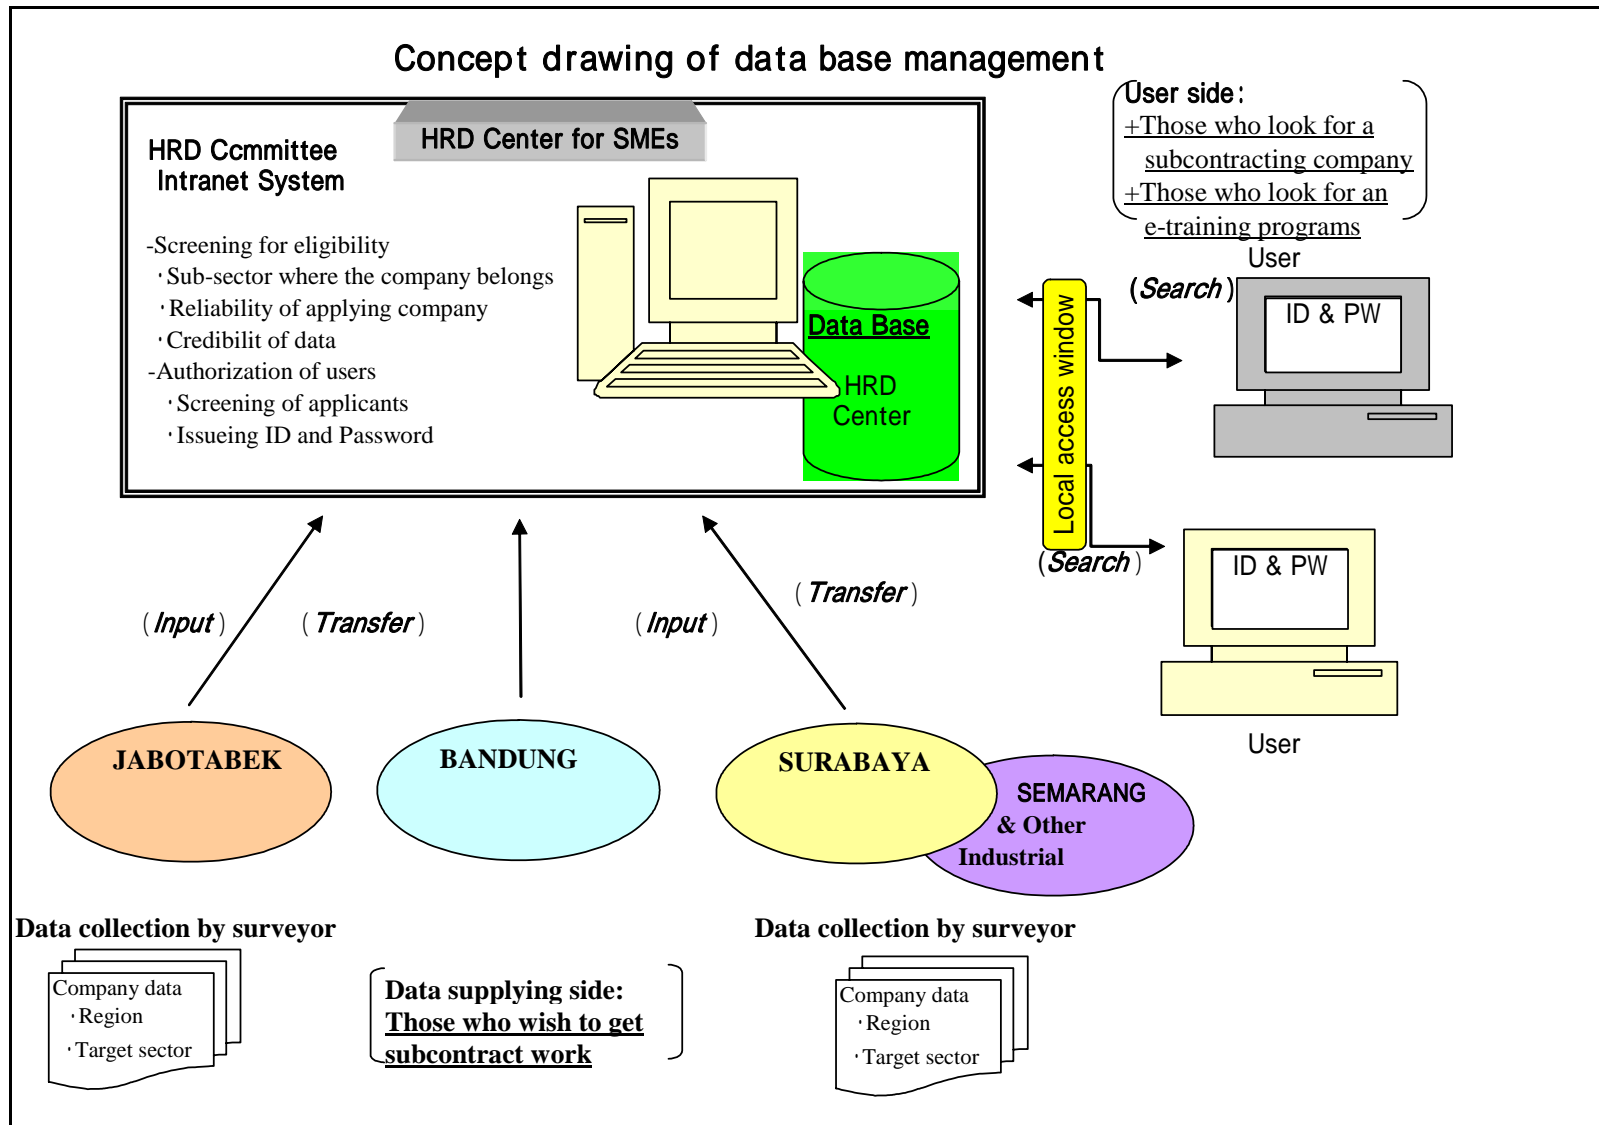 Concept drawing of data base management
HRD Center for SMEs
HRD Ccmmittee
Intranet System
-Screening for eligibility
·Sub-sector where the company belongs
·Reliability of applying company
·Credibilit of data
-Authorization of users
·Screening of applicants
·Issueing ID and Password
Data Base
HRD
Center
User side:
+Those who look for a
subcontracting company
+Those who look for an
e-training programs
User
(Search)
ID & PW
Local access window
(Search)
ID & PW
User
(Input)
(Transfer)
(Input)
(Transfer)
JABOTABEK
BANDUNG
SURABAYA
SEMARANG
& Other
Industrial
Data collection by surveyor
Company data
·Region
·Target sector
Data supplying side:
Those who wish to get
subcontract work
Data collection by surveyor
Company data
·Region
·Target sector